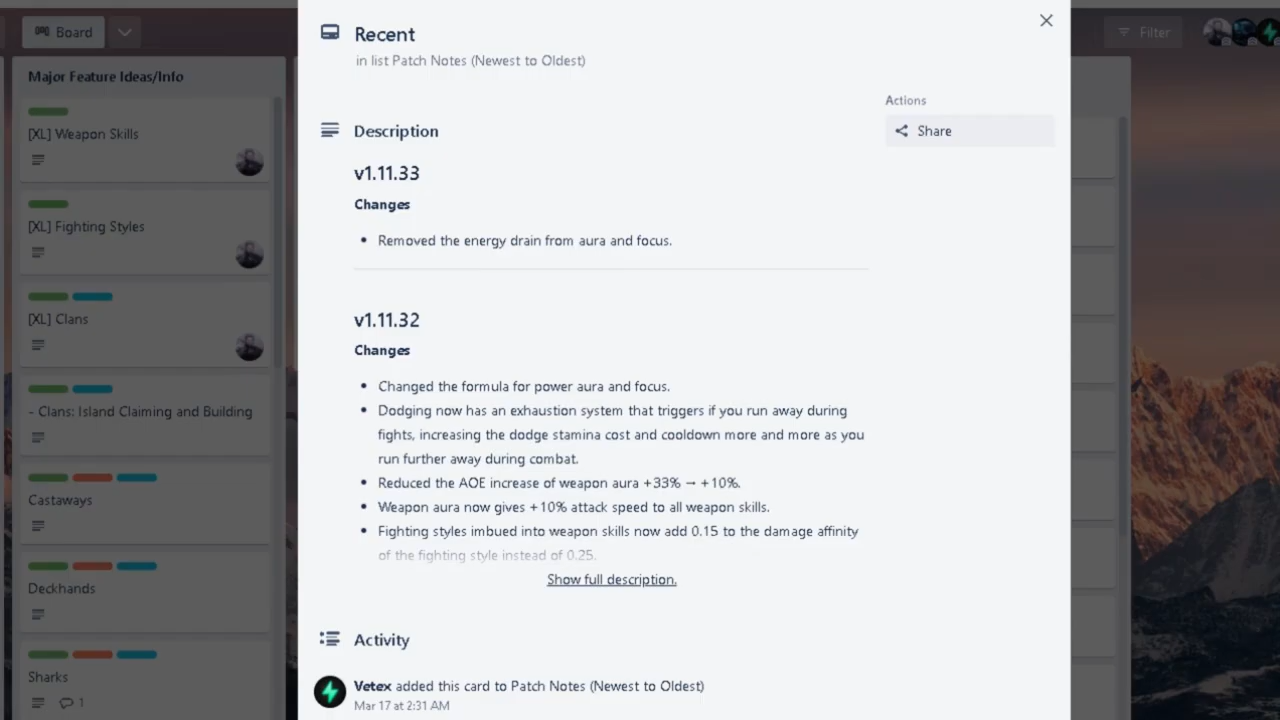 Board
Filter
Major Feature Ideas/Info
[XL] Weapon Skills
[XL] Fighting Styles
[XL] Clans
- Clans: Island Claiming and Building
Castaways
Deckhands
Sharks
1
Recent
in list Patch Notes (Newest to Oldest)
Actions
Share
Description
v1.11.33
Changes
• Removed the energy drain from aura and focus.
v1.11.32
Changes
• Changed the formula for power aura and focus.
• Dodging now has an exhaustion system that triggers if you run away during
fights, increasing the dodge stamina cost and cooldown more and more as you
run further away during combat.
• Reduced the AOE increase of weapon aura +33% → +10%.
• Weapon aura now gives +10% attack speed to all weapon skills.
• Fighting styles imbued into weapon skills now add 0.15 to the damage affinity
of the fighting style instead of 0.25.
Show full description.
Activity
Vetex added this card to Patch Notes (Newest to Oldest)
Mar 17 at 2:31 AM